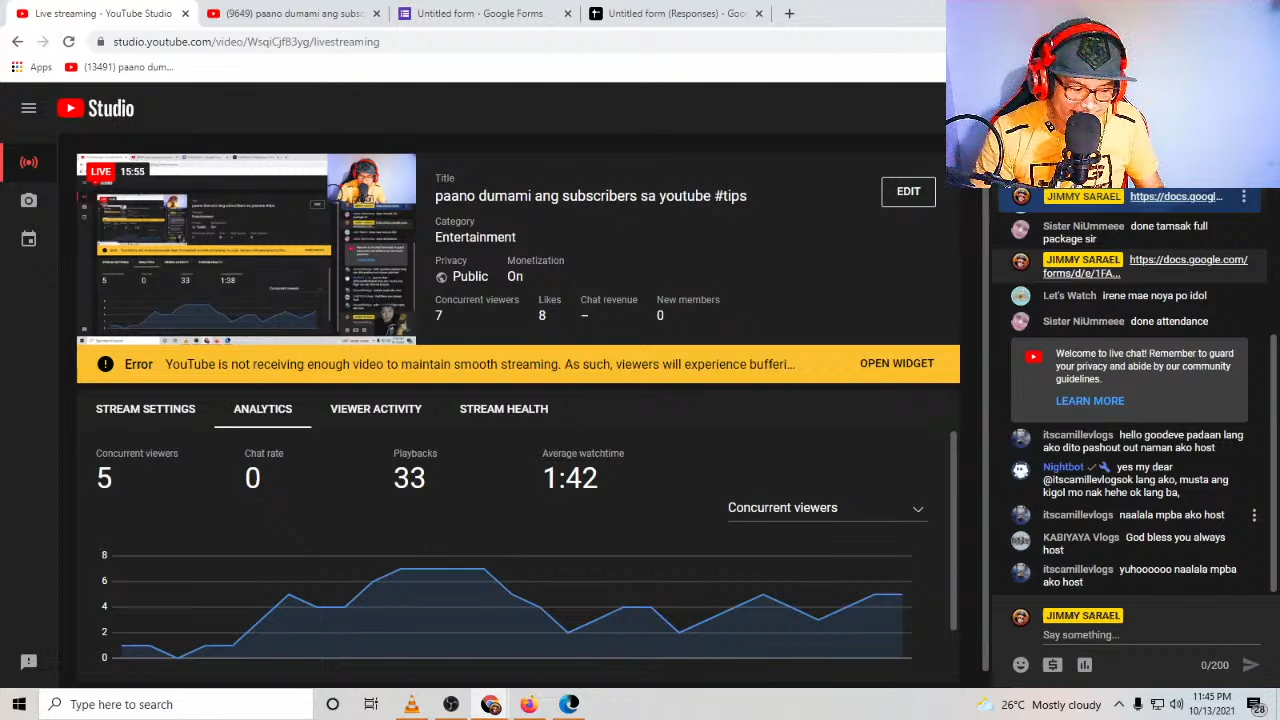 Live streaming - YouTube Studio
(9649) paano dumami ang subsc
Untitled form - Google Forms
Untitled form (Responses) - Goo
studio.youtube.com/video/WsqiCjfB3yg/livestreaming
Apps
(13491) paano dum...
Studio
LIVE 15:55
Title
paano dumami ang subscribers sa youtube #tips
EDIT
Category
Entertainment
Privacy
Monetization
Public
On
Concurrent viewers
Likes
Chat revenue
New members
7
8
–
0
Error YouTube is not receiving enough video to maintain smooth streaming. As such, viewers will experience bufferi...
OPEN WIDGET
STREAM SETTINGS
ANALYTICS
VIEWER ACTIVITY
STREAM HEALTH
Concurrent viewers
Chat rate
Playbacks
Average watchtime
5
0
33
1:42
Concurrent viewers
8
6
4
2
0
JIMMY SARAEL https://docs.googl...
Sister NiUmmeee done iamsak full
package sir
JIMMY SARAEL https://docs.google.com/
forms/d/e/1FA...
Let's Watch irene mae noya po idol
Sister NiUmmeee done attendance
Welcome to live chat! Remember to guard
your privacy and abide by our community
guidelines.
LEARN MORE
itscamillevlogs hello goodeve padaan lang
ako dito pashout out naman ako host
Nightbot yes my dear
@itscamillevlogsok lang ako, musta ang
kigol mo nak hehe ok lang ba,
itscamillevlogs naalala mpba ako host
KABIYAYA Vlogs God bless you always
host
itscamillevlogs yuhoooooo naalala mpba
ako host
JIMMY SARAEL
Say something...
0/200
Type here to search
26°C Mostly cloudy
11:45 PM
10/13/2021
28